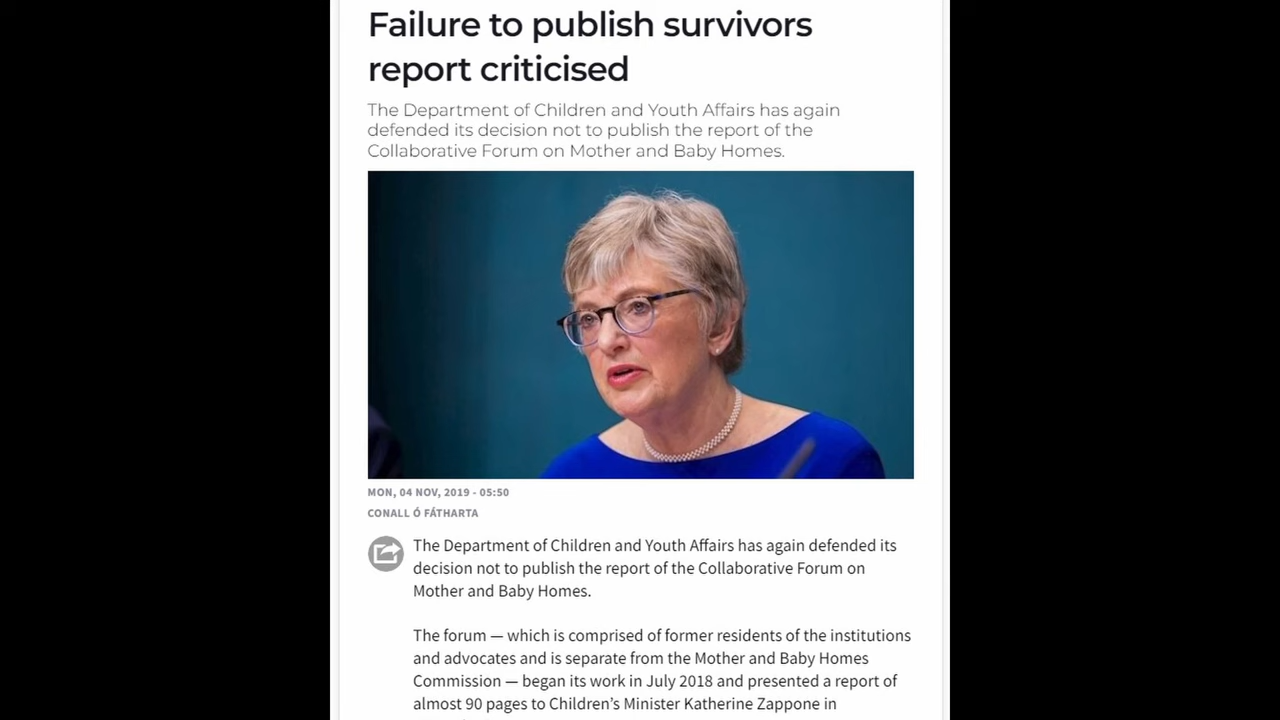 Failure to publish survivors
report criticised
The Department of Children and Youth Affairs has again
defended its decision not to publish the report of the
Collaborative Forum on Mother and Baby Homes.
MON, 04 NOV, 2019 - 05:50
CONALL Ó FÁTHARTA
The Department of Children and Youth Affairs has again defended its
decision not to publish the report of the Collaborative Forum on
Mother and Baby Homes.
The forum — which is comprised of former residents of the institutions
and advocates and is separate from the Mother and Baby Homes
Commission — began its work in July 2018 and presented a report of
almost 90 pages to Children’s Minister Katherine Zappone in